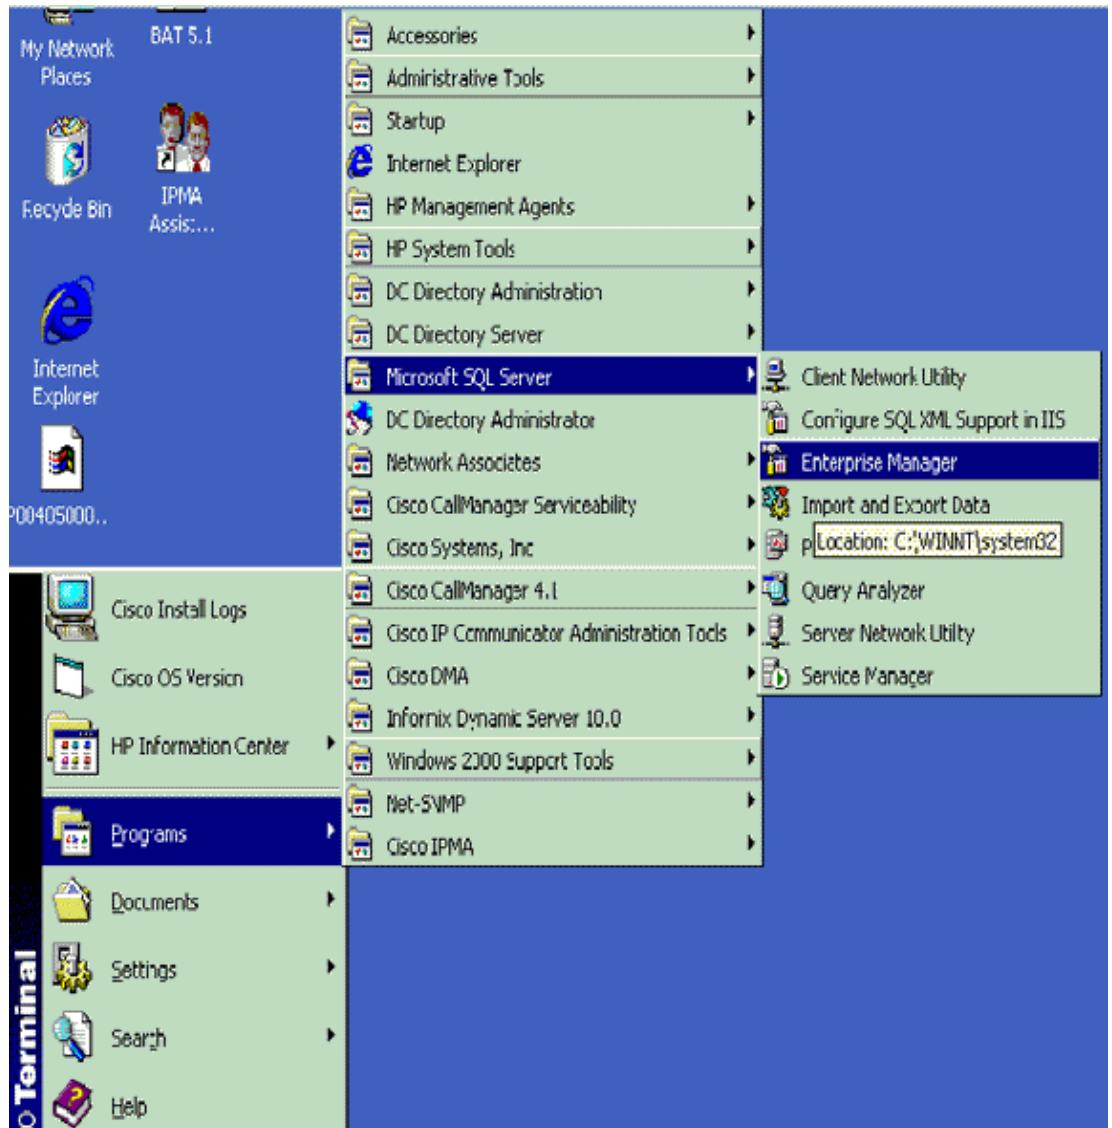 My Network
Places
BAT 5.1
Recycle Bin
IPMA
Assist...
Internet
Explorer
P00405000..
Cisco Install Logs
Cisco OS Version
HP Information Center
Programs
Documents
Settings
Search
Help
Terminal
Accessories
Administrative Tools
Startup
Internet Explorer
HP Management Agents
HP System Tools
DC Directory Administration
DC Directory Server
Microsoft SQL Server
DC Directory Administrator
Network Associates
Cisco CallManager Serviceability
Cisco Systems, Inc
Cisco CallManager 4.1
Cisco IP Communicator Administration Tools
Cisco DMA
Informix Dynamic Server 10.0
Windows 2000 Support Tools
Net-SNMP
Cisco IPMA
Client Network Utility
Configure SQL XML Support in IIS
Enterprise Manager
Import and Export Data
Location: C:\WINNT\system32
Query Analyzer
Server Network Utility
Service Manager